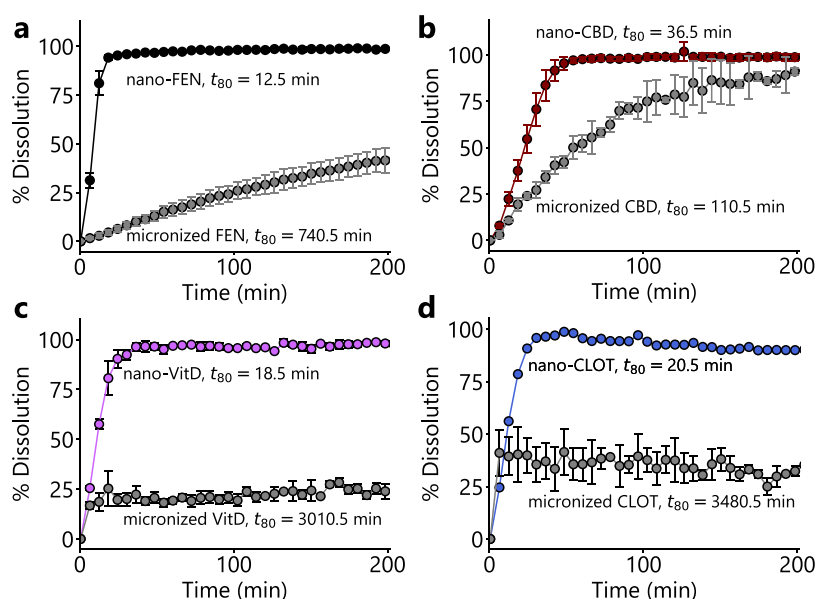 a
% Dissolution
100
75
50
25
0
nano-FEN, t80 = 12.5 min
micronized FEN, t80 = 740.5 min
0
100
200
Time (min)
b
% Dissolution
100
75
50
25
0
nano-CBD, t80 = 36.5 min
micronized CBD, t80 = 110.5 min
0
100
200
Time (min)
c
% Dissolution
100
75
50
25
0
nano-VitD, t80 = 18.5 min
micronized VitD, t80 = 3010.5 min
0
100
200
Time (min)
d
% Dissolution
100
75
50
25
0
nano-CLOT, t80 = 20.5 min
micronized CLOT, t80 = 3480.5 min
0
100
200
Time (min)